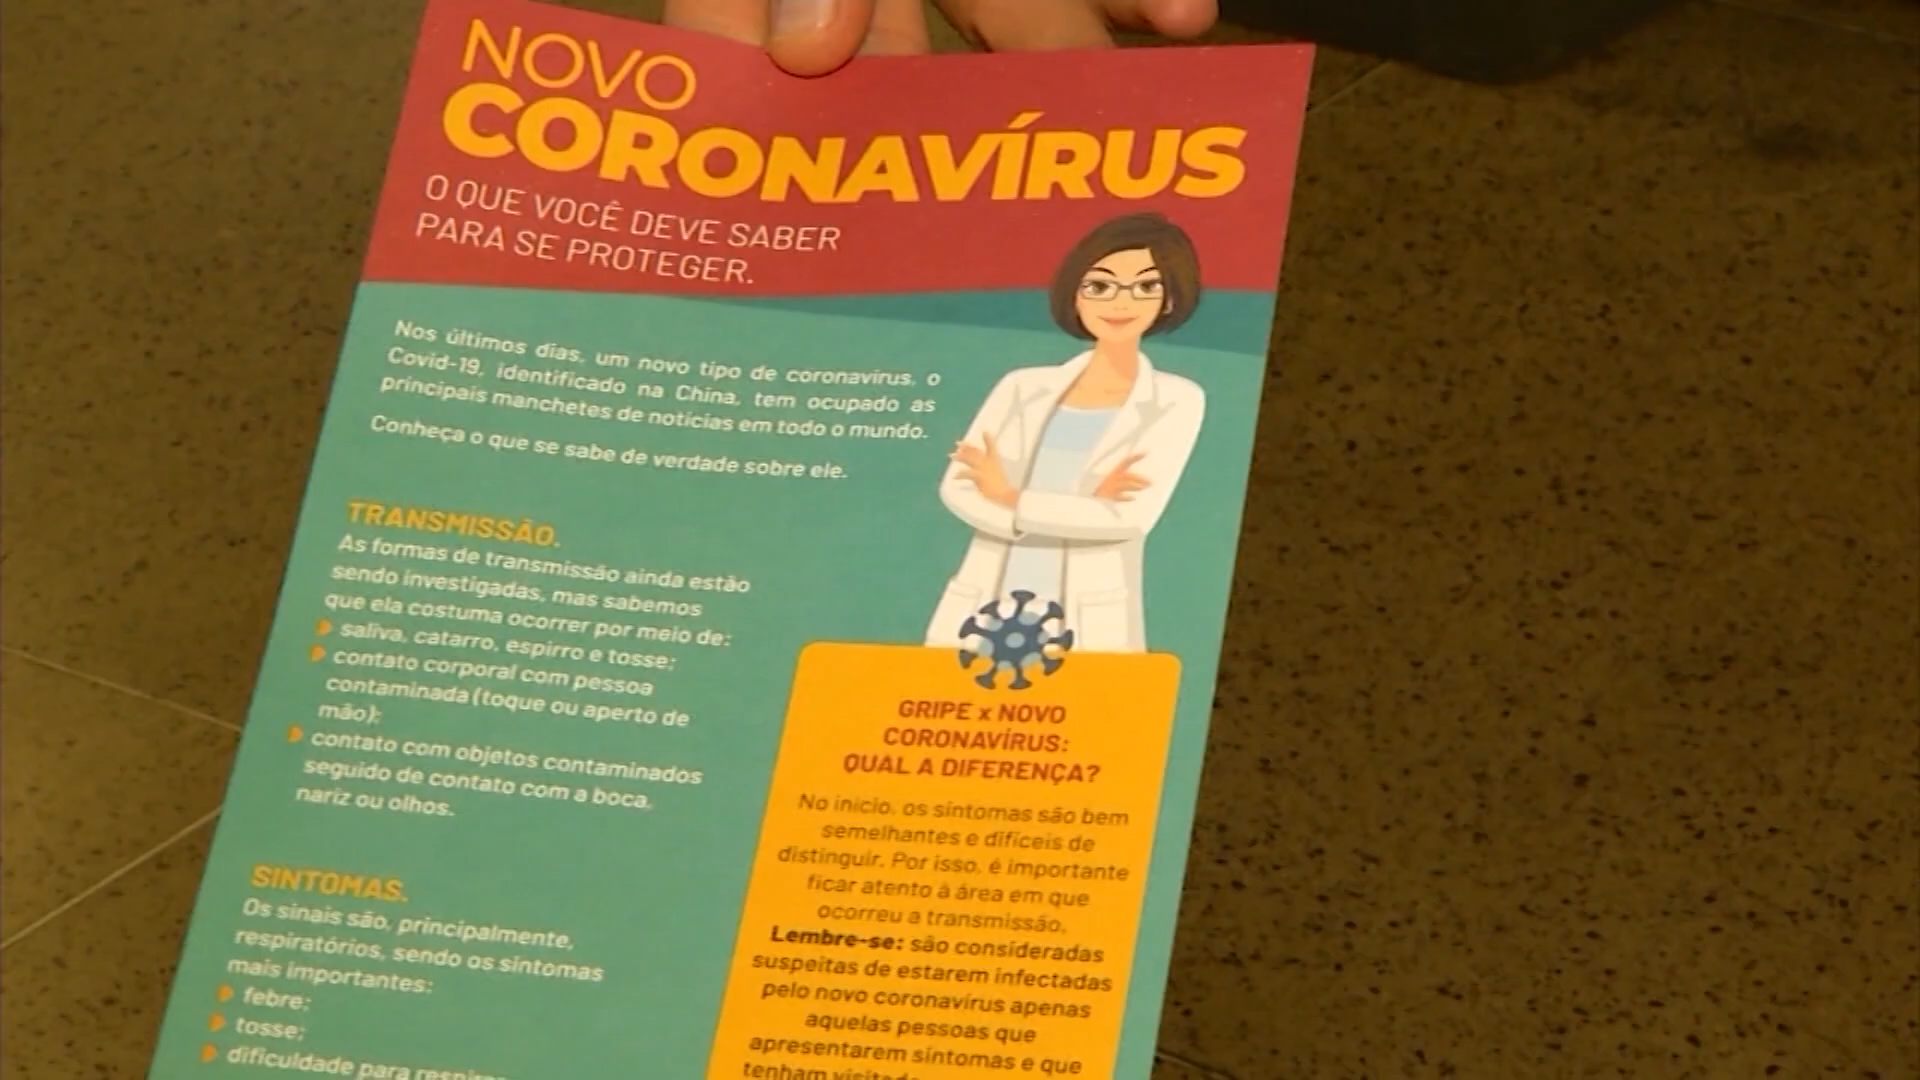 NOVO
CORONAVÍRUS
O QUE VOCÊ DEVE SABER
PARA SE PROTEGER.
Nos últimos dias, um novo tipo de coronavírus, o
Covid-19, identificado na China, tem ocupado as
principais manchetes de notícias em todo o mundo.
Conheça o que se sabe de verdade sobre ele.
TRANSMISSÃO.
As formas de transmissão ainda estão
sendo investigadas, mas sabemos
que ela costuma ocorrer por meio de:
saliva, catarro, espirro e tosse;
contato corporal com pessoa
contaminada (toque ou aperto de
mão);
contato com objetos contaminados
seguido de contato com a boca,
nariz ou olhos.
SINTOMAS.
Os sinais são, principalmente,
respiratórios, sendo os sintomas
mais importantes:
febre;
tosse;
dificuldade para
GRIPE x NOVO
CORONAVÍRUS:
QUAL A DIFERENÇA?
No início, os sintomas são bem
semelhantes e difíceis de
distinguir. Por isso, é importante
ficar atento à área em que
ocorreu a transmissão.
Lembre-se: são consideradas
suspeitas de estarem infectadas
pelo novo coronavírus apenas
aquelas pessoas que
apresentarem sintomas e que
tenham